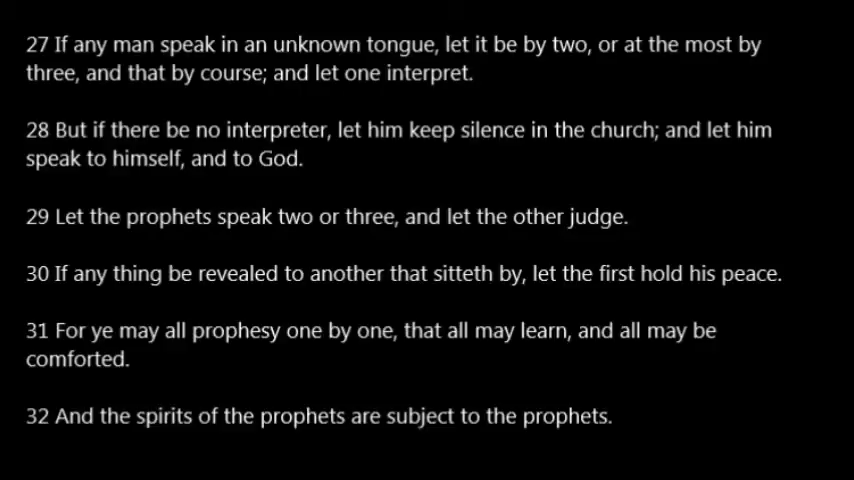 27 If any man speak in an unknown tongue, let it be by two, or at the most by
three, and that by course; and let one interpret.
28 But if there be no interpreter, let him keep silence in the church; and let him
speak to himself, and to God.
29 Let the prophets speak two or three, and let the other judge.
30 If any thing be revealed to another that sitteth by, let the first hold his peace.
31 For ye may all prophesy one by one, that all may learn, and all may be
comforted.
32 And the spirits of the prophets are subject to the prophets.